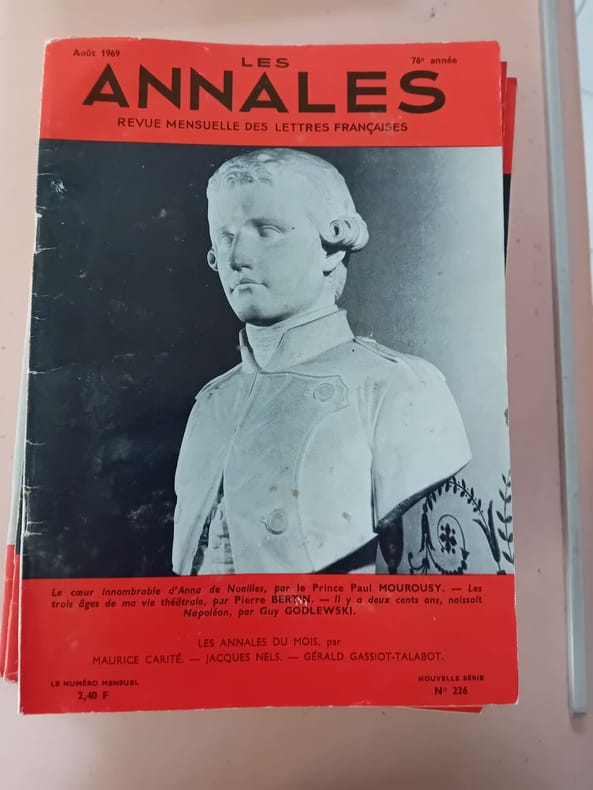 Août 1969
76e année
LES
ANNALES
REVUE MENSUELLE DES LETTRES FRANÇAISES
Le cœur innombrable d'Anna de Noailles, par le Prince Paul MOUROUSY. — Les
trois âges de ma vie théâtrale, par Pierre BERTIN. — Il y a deux cents ans, naissait
Napoléon, par Guy GODLEWSKI.
LES ANNALES DU MOIS, par
MAURICE CARITÉ. — JACQUES NELS. — GÉRALD GASSIOT-TALABOT.
LE NUMÉRO MENSUEL
2,40 F
NOUVELLE SÉRIE
No 226